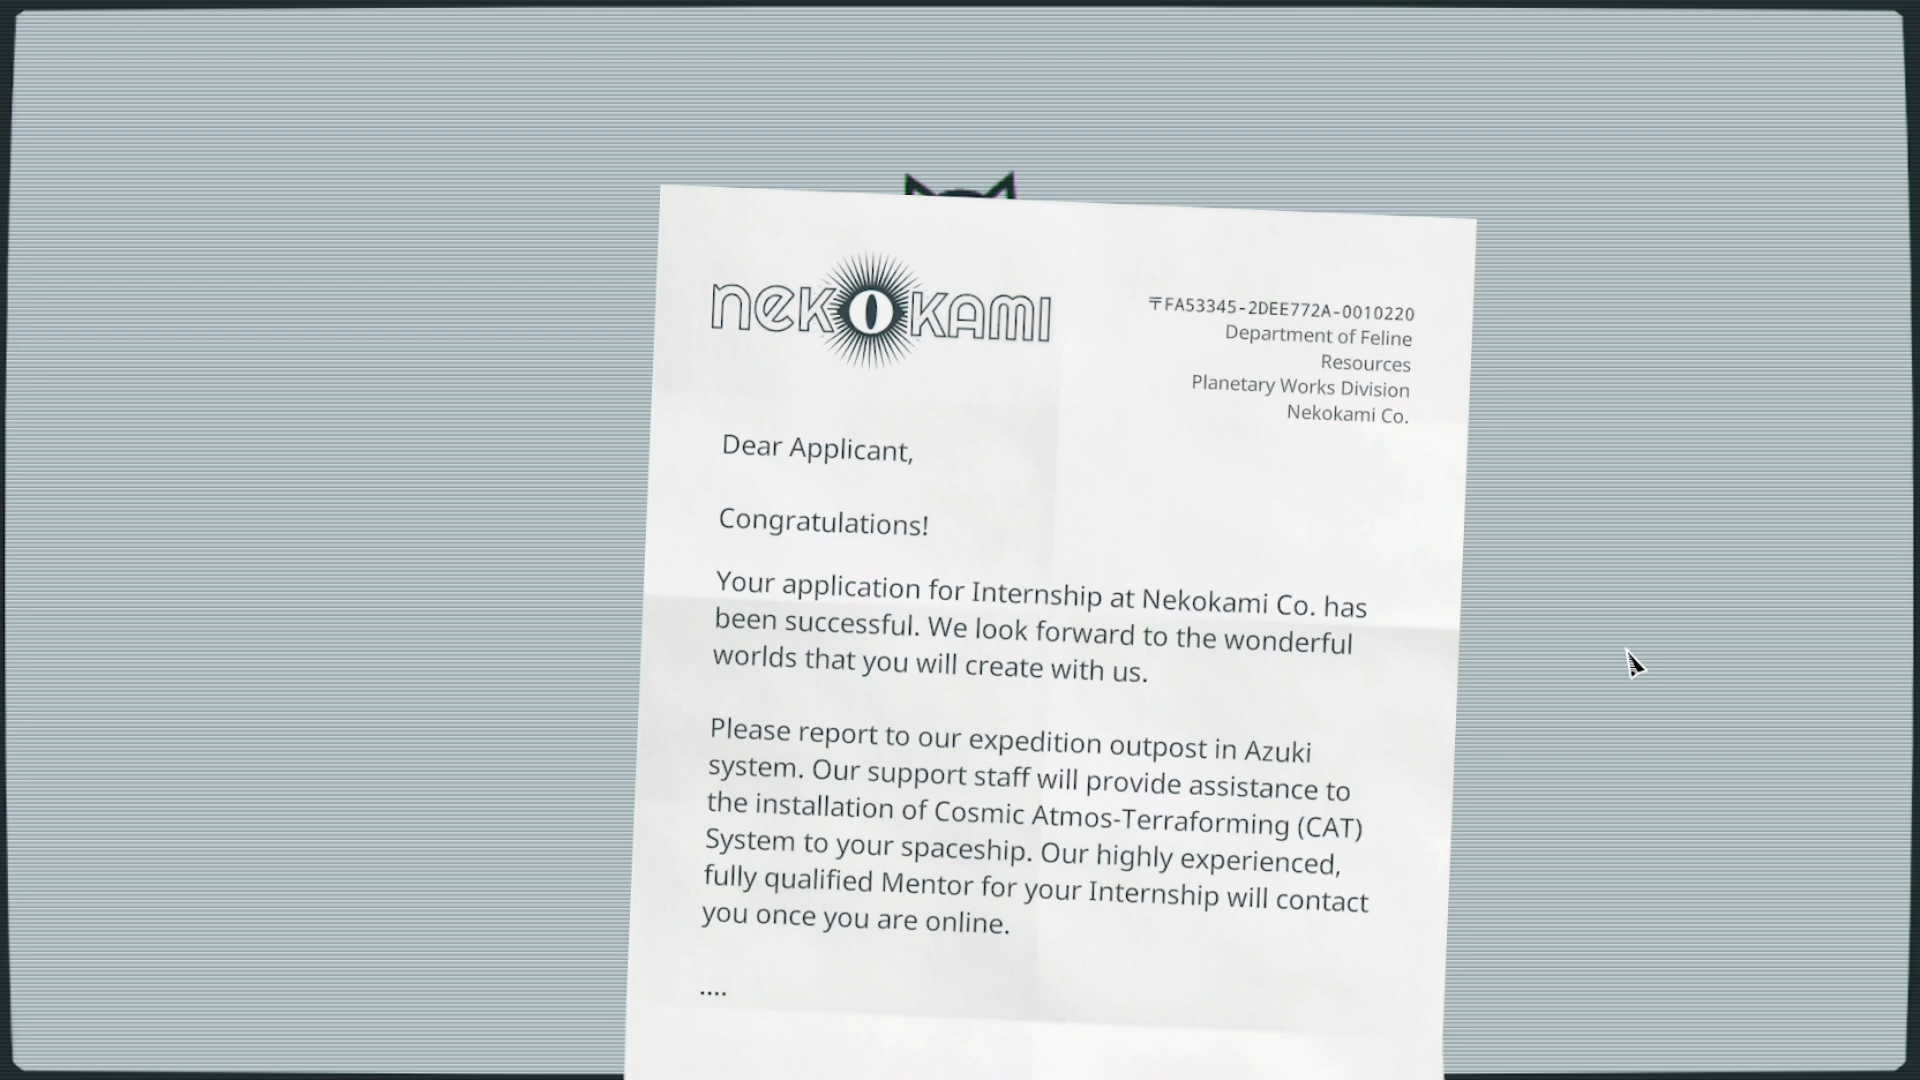 nekokami
〒FA53345-2DEE772A-0010220
Department of Feline
Resources
Planetary Works Division
Nekokami Co.
Dear Applicant,
Congratulations!
Your application for Internship at Nekokami Co. has
been successful. We look forward to the wonderful
worlds that you will create with us.
Please report to our expedition outpost in Azuki
system. Our support staff will provide assistance to
the installation of Cosmic Atmos-Terraforming (CAT)
System to your spaceship. Our highly experienced,
fully qualified Mentor for your Internship will contact
you once you are online.
....